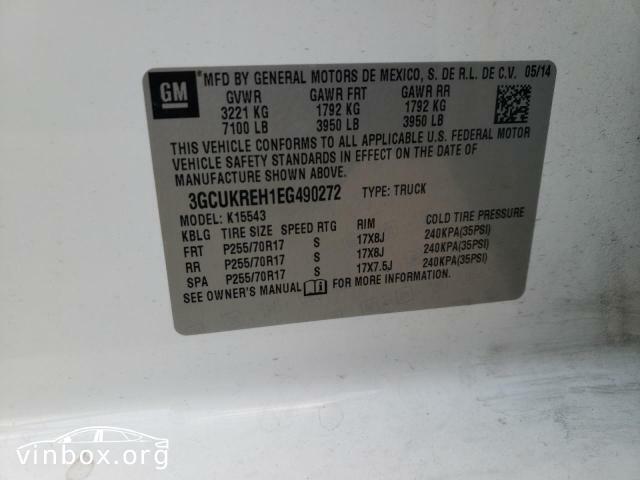 GM
MFD BY GENERAL MOTORS DE MEXICO, S. DE R.L. DE C.V. 05/14
GVWR GAWR FRT GAWR RR
3221 KG 1792 KG 1792 KG
7100 LB 3950 LB 3950 LB
THIS VEHICLE CONFORMS TO ALL APPLICABLE U.S. FEDERAL MOTOR
VEHICLE SAFETY STANDARDS IN EFFECT ON THE DATE OF
MANUFACTURE SHOWN ABOVE.
3GCUKREH1EG490272 TYPE: TRUCK
MODEL: K15543
KBLG TIRE SIZE SPEED RTG RIM COLD TIRE PRESSURE
FRT P255/70R17 S 17X8J 240KPA(35PSI)
RR P255/70R17 S 17X8J 240KPA(35PSI)
SPA P255/70R17 S 17X7.5J 240KPA(35PSI)
SEE OWNER'S MANUAL FOR MORE INFORMATION.
vinbox.org